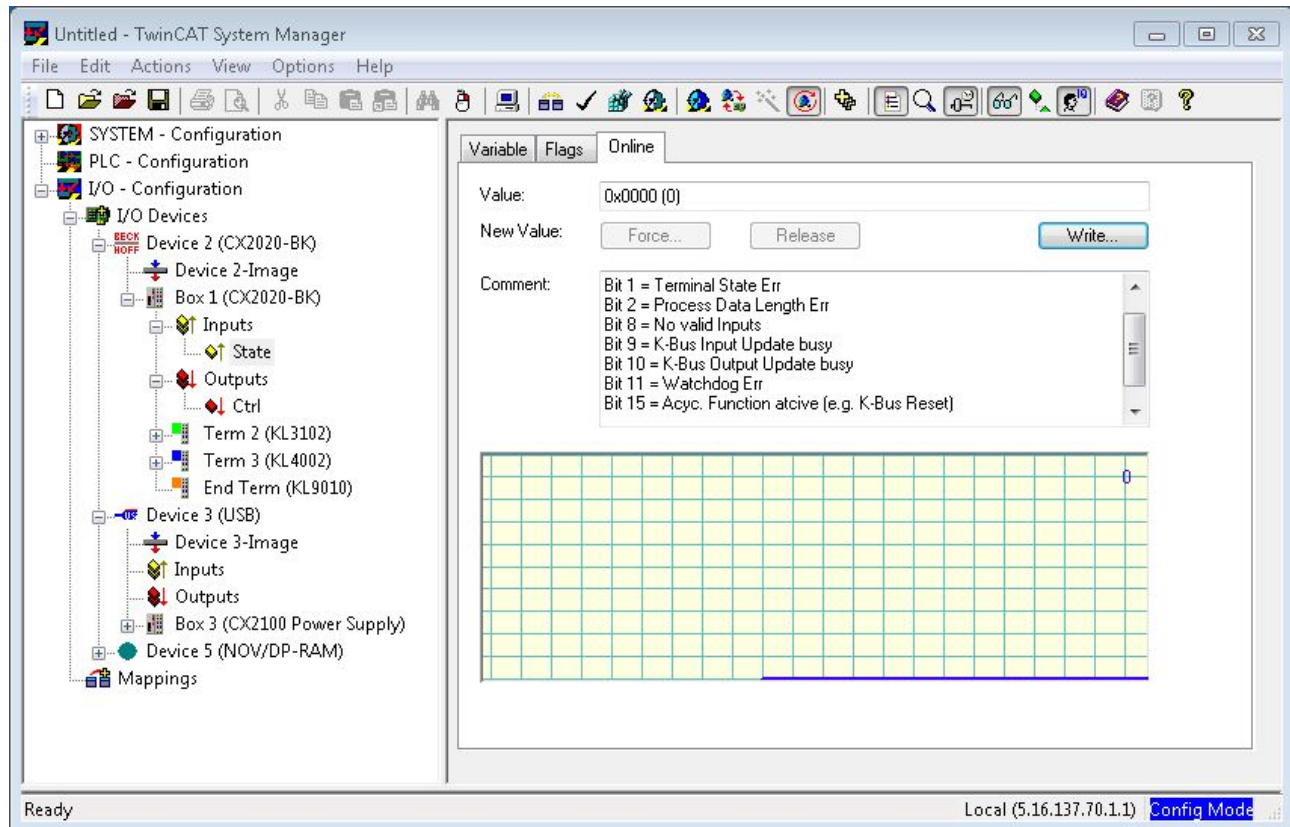 Untitled - TwinCAT System Manager
File Edit Actions View Options Help
SYSTEM - Configuration
PLC - Configuration
I/O - Configuration
I/O Devices
BECK
HOFF
Device 2 (CX2020-BK)
Device 2-Image
Box 1 (CX2020-BK)
Inputs
State
Outputs
Ctrl
Term 2 (KL3102)
Term 3 (KL4002)
End Term (KL9010)
Device 3 (USB)
Device 3-Image
Inputs
Outputs
Box 3 (CX2100 Power Supply)
Device 5 (NOV/DP-RAM)
Mappings
Variable Flags Online
Value: 0x0000 (0)
New Value: Force... Release Write...
Comment: Bit 1 = Terminal State Err
Bit 2 = Process Data Length Err
Bit 8 = No valid Inputs
Bit 9 = K-Bus Input Update busy
Bit 10 = K-Bus Output Update busy
Bit 11 = Watchdog Err
Bit 15 = Acyc. Function atcive (e.g. K-Bus Reset)
0
Ready Local (5.16.137.70.1.1) Config Mode